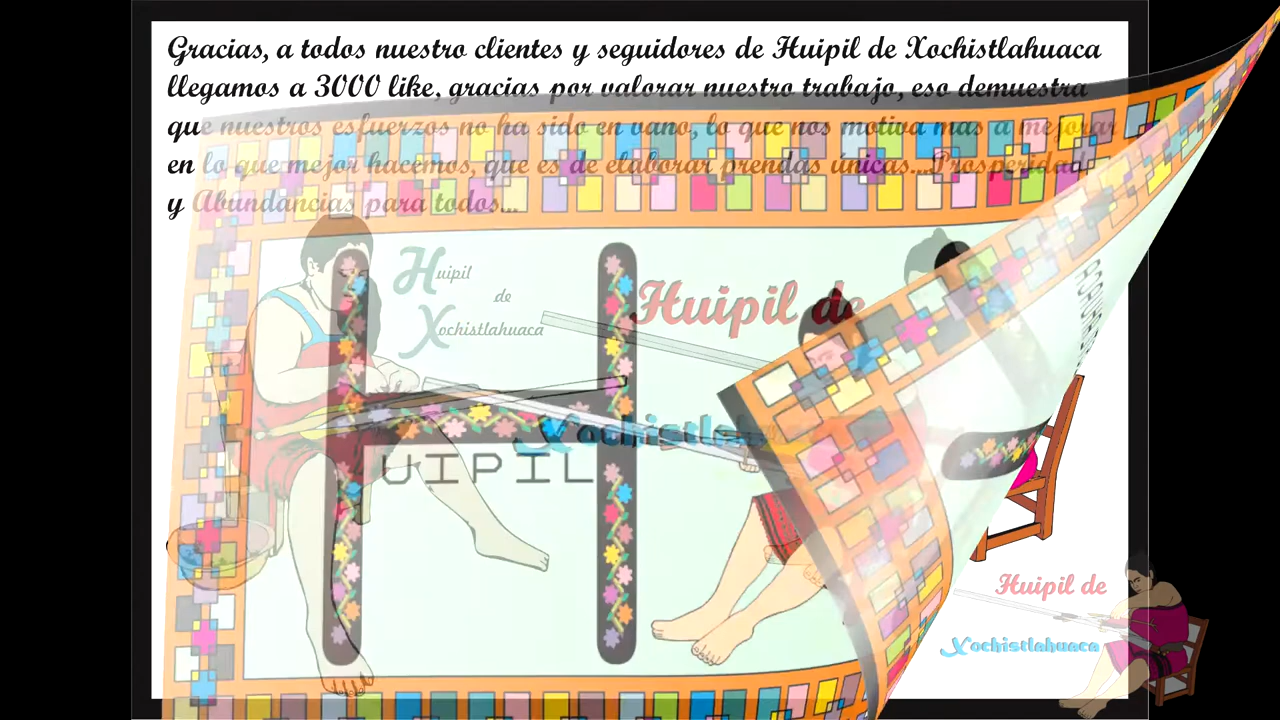 Gracias, a todos nuestro clientes y seguidores de Huipil de Xochistlahuaca
llegamos a 3000 like, gracias por valorar nuestro trabajo, eso demuestra
que nuestros esfuerzos no ha sido en vano, lo que nos motiva mas a mejorar
en lo que mejor hacemos, que es de elaborar prendas únicas...Prosperidad
y Abundancias para todos...
Huipil
de
Xochistlahuaca
Huipil de
HUIPIL
Huipil de
Xochistlahuaca